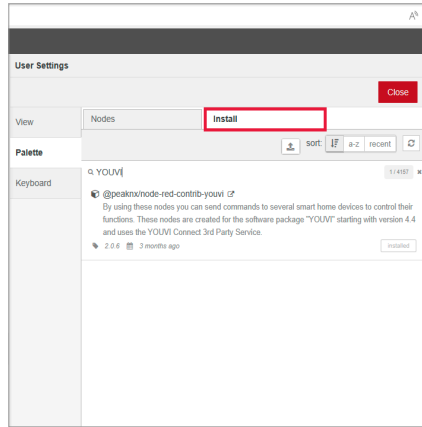 A
User Settings
Close
View
Nodes
Install
Palette
sort:
a-z
recent
Keyboard
YOUVI
1 / 4157
x
@peaknx/node-red-contrib-youvi
By using these nodes you can send commands to several smart home devices to control their
functions. These nodes are created for the software package "YOUVI" starting with version 4.4
and uses the YOUVI Connect 3rd Party Service.
2.0.6
3 months ago
installed